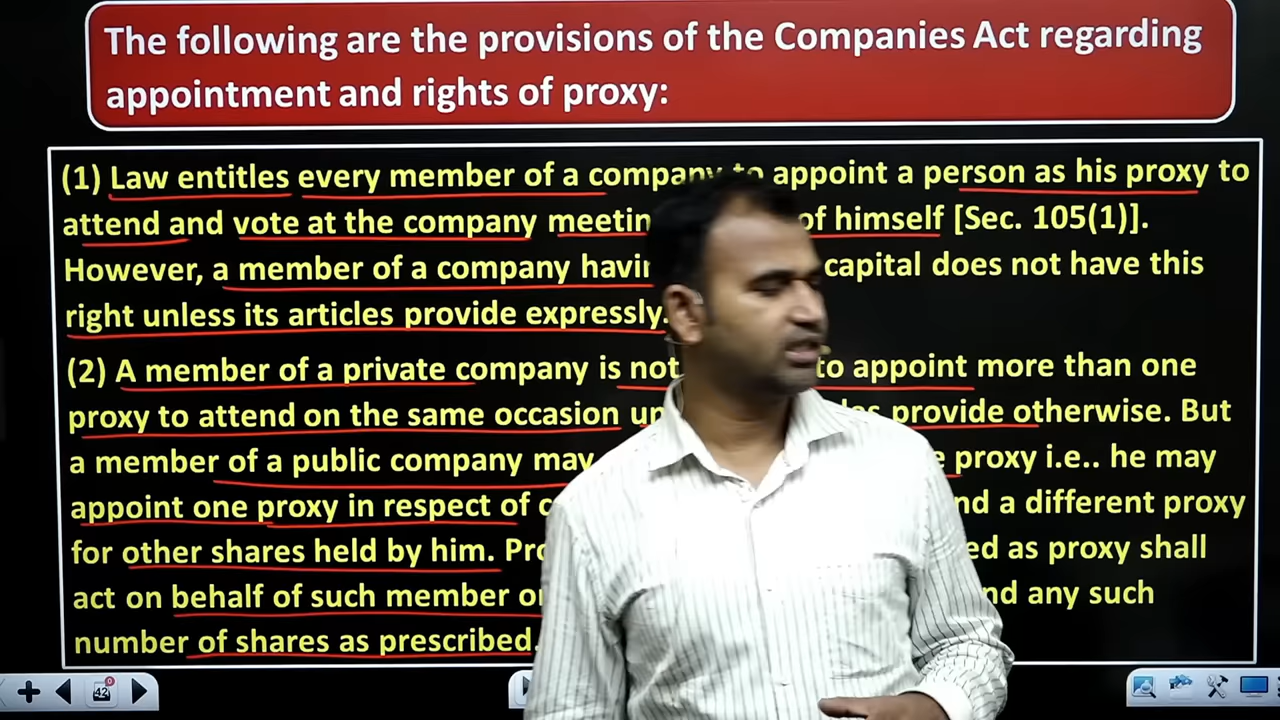 The following are the provisions of the Companies Act regarding
appointment and rights of proxy:
(1) Law entitles every member of a company to appoint a person as his proxy to
attend and vote at the company of himself [Sec. 105(1)].
However, a member of a company capital does not have this
right unless its articles provide expressly.
(2) A member of a private company is not to appoint more than one
proxy to attend on the same occasion provide otherwise. But
a member of a public company may proxy i.e.. he may
appoint one proxy in respect of a different proxy
for other shares held by him. as proxy shall
act on behalf of such member any such
number of shares as prescribed.
42